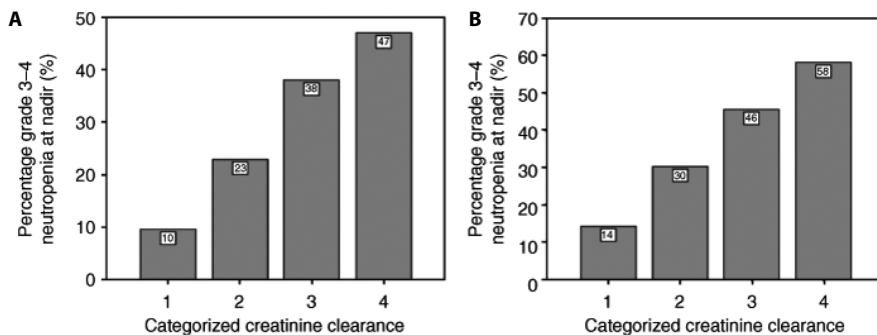 A
Percentage grade 3–4
neutropenia at nadir (%)
50
40
30
20
10
0
10
23
38
47
1 2 3 4
Categorized creatinine clearance
B
Percentage grade 3–4
neutropenia at nadir (%)
70
60
50
40
30
20
10
0
14
30
46
58
1 2 3 4
Categorized creatinine clearance